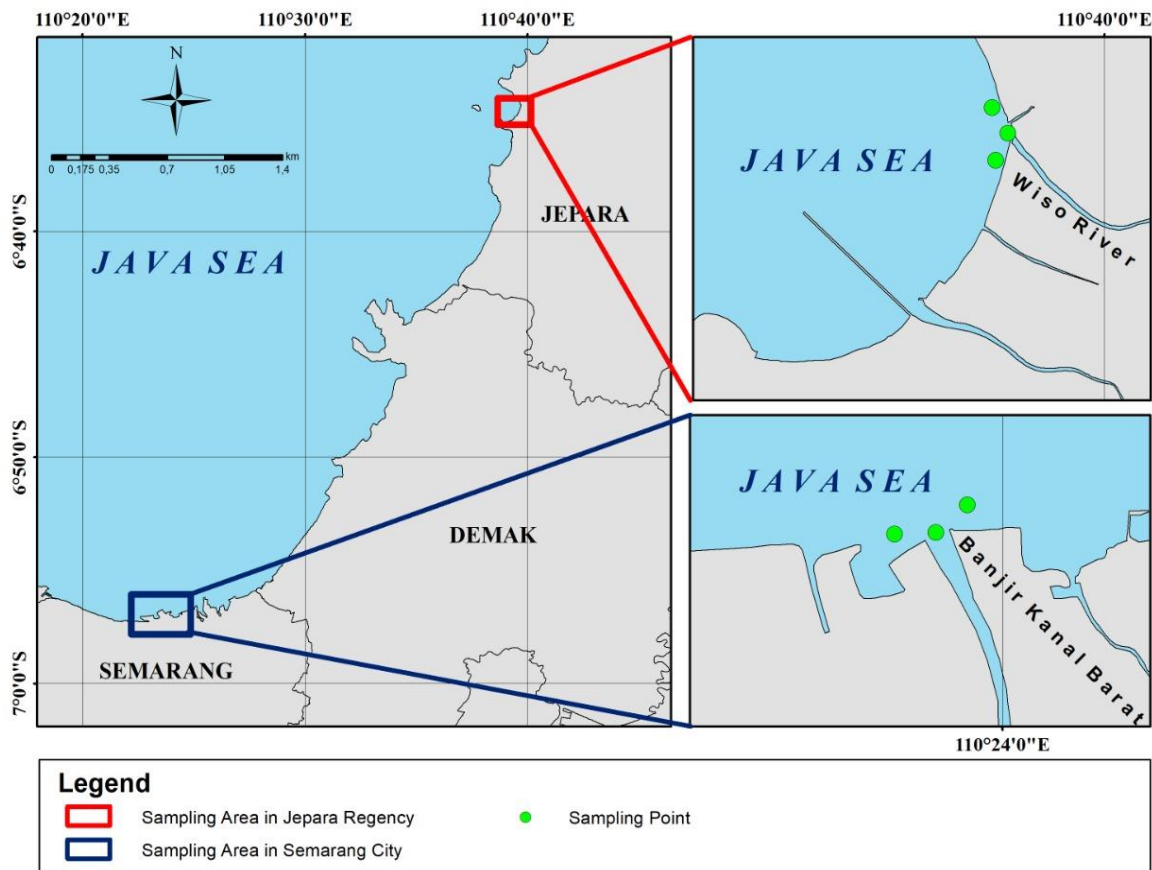 110°20'0"E 110°30'0"E 110°40'0"E
110°40'0"E
N
km
0 0,175 0,35 0,7 1,05 1,4
6°40'0"S
6°50'0"S
7°0'0"S
JAVA SEA
JEPARA
DEMAK
SEMARANG
JAVA SEA
Wiso River
JAVA SEA
Banjir Kanal Barat
110°24'0"E
Legend
Sampling Area in Jepara Regency
Sampling Point
Sampling Area in Semarang City